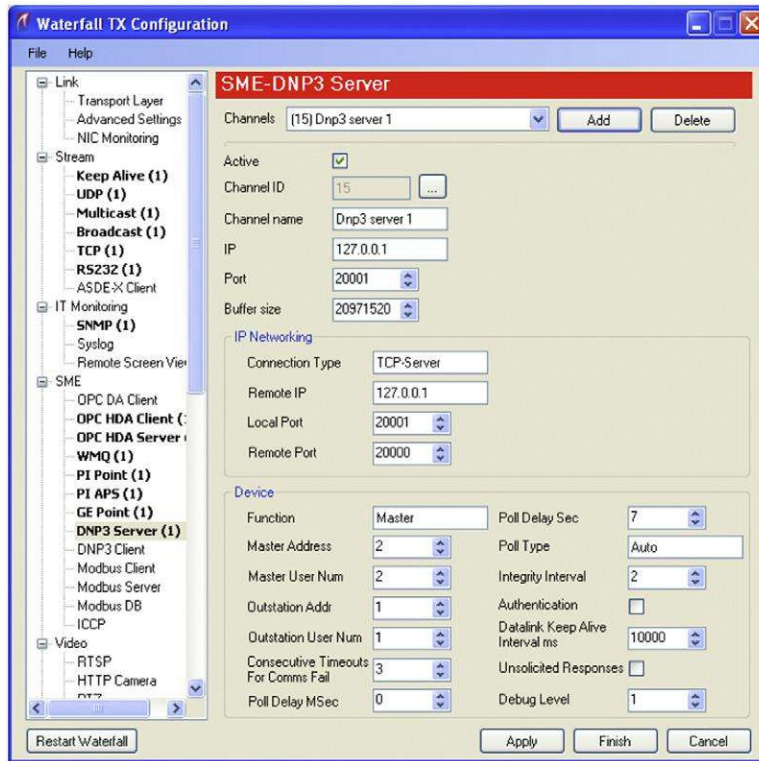 Waterfall TX Configuration
File Help
Link
Transport Layer
Advanced Settings
NIC Monitoring
Stream
Keep Alive (1)
UDP (1)
Multicast (1)
Broadcast (1)
TCP (1)
RS232 (1)
ASDE-X Client
IT Monitoring
SNMP (1)
Syslog
Remote Screen
SME
OPC DA Client
OPC HDA Client (
OPC HDA Server
WMQ (1)
PI Point (1)
PI APS (1)
GE Point (1)
DNP3 Server (1)
DNP3 Client
Modbus Client
Modbus Server
Modbus DB
ICCP
Video
RTSP
HTTP Camera
SME-DNP3 Server
Channels (15) Dnp3 server 1 Add Delete
Active
Channel ID 15 ...
Channel name Dnp3 server 1
IP 127.0.0.1
Port 20001
Buffer size 20971520
IP Networking
Connection Type TCP-Server
Remote IP 127.0.0.1
Local Port 20001
Remote Port 20000
Device
Function Master Poll Delay Sec 7
Master Address 2 Poll Type Auto
Master User Num 2 Integrity Interval 2
Outstation Addr 1 Authentication
Outstation User Num 1 Datalink Keep Alive
Interval ms 10000
Consecutive Timeouts
For Comms Fail 3 Unsolicited Responses
Poll Delay MSec 0 Debug Level 1
Restart Waterfall Apply Finish Cancel